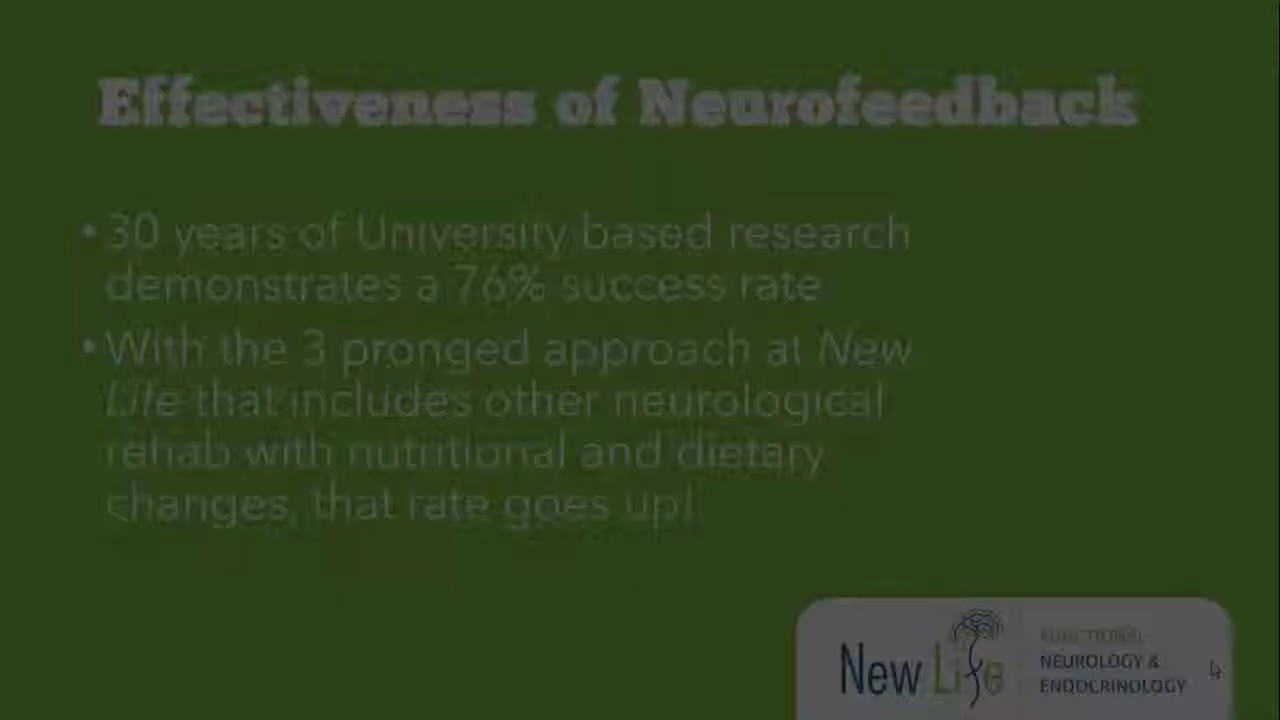 Effectiveness of Neurofeedback
• 30 years of University based research
demonstrates a 76% success rate
• With the 3 pronged approach at New
Life that includes other neurological
rehab with nutritional and dietary
changes, that rate goes up!
New Life
FUNCTIONAL
NEUROLOGY &
ENDOCRINOLOGY